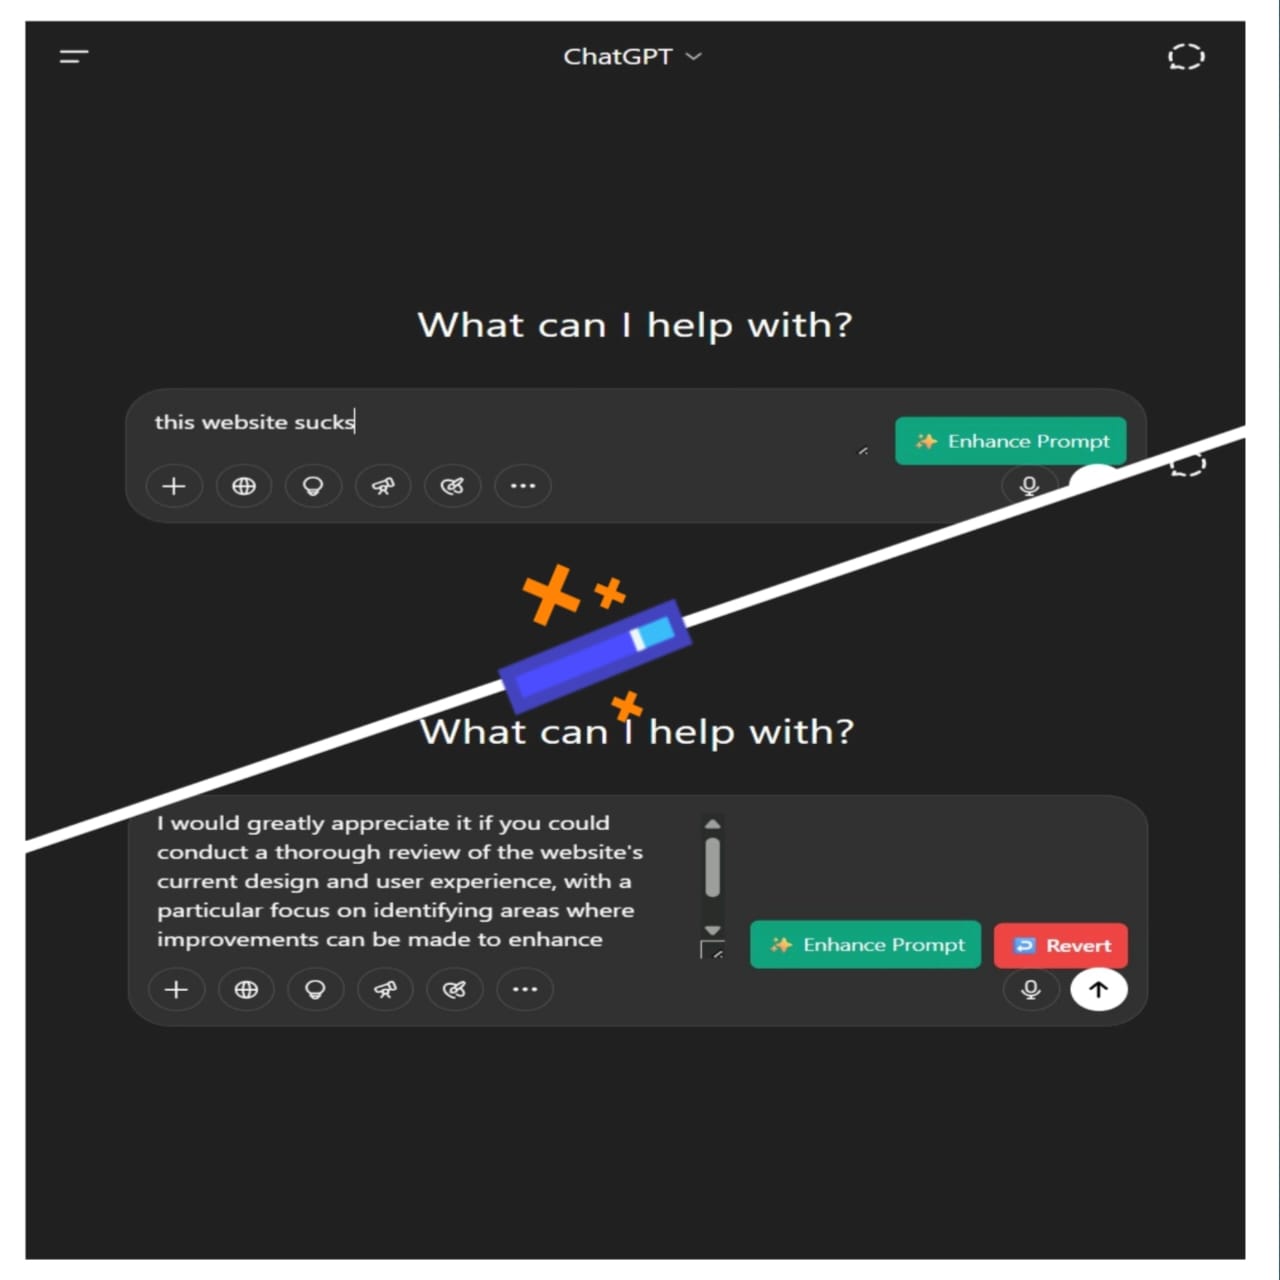 ChatGPT
What can I help with?
this website sucks
Enhance Prompt
What can I help with?
I would greatly appreciate it if you could
conduct a thorough review of the website's
current design and user experience, with a
particular focus on identifying areas where
improvements can be made to enhance
Enhance Prompt
Revert